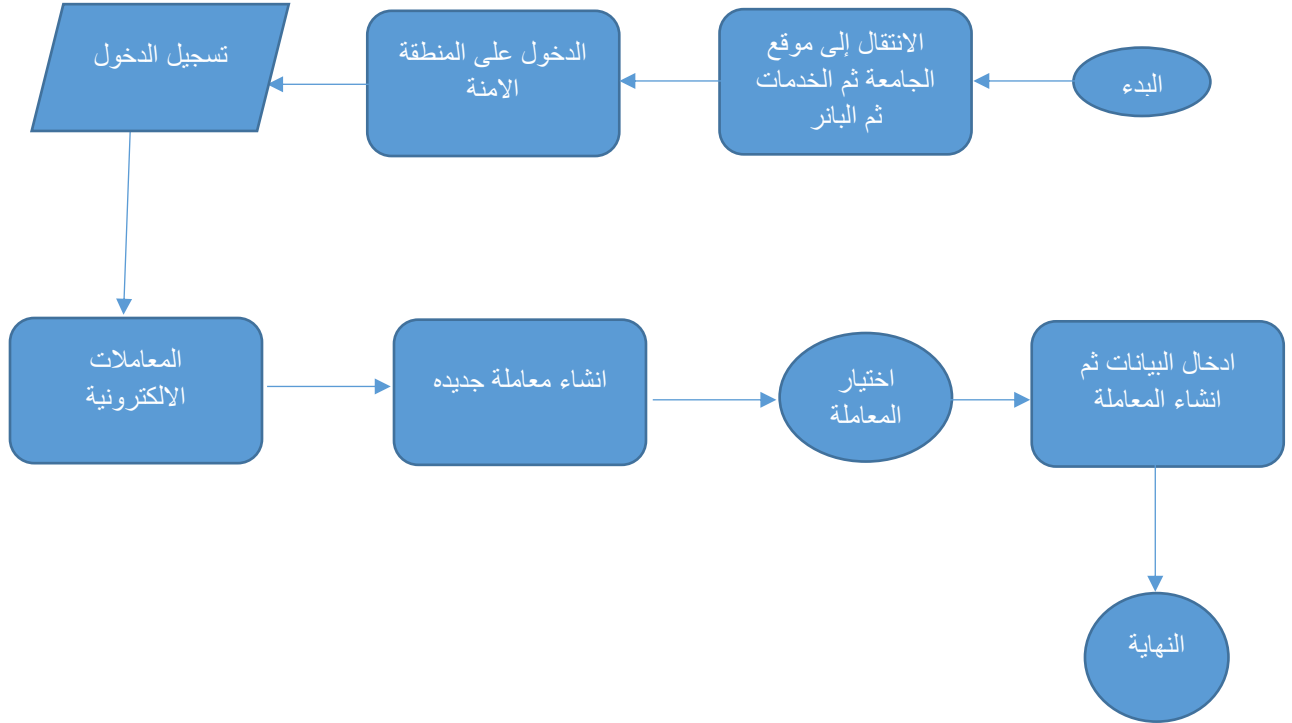 البدء
الانتقال إلى موقع
الجامعة ثم الخدمات
ثم البانر
الدخول على المنطقة
الامنة
تسجيل الدخول
المعاملات
الالكترونية
انشاء معاملة جديده
اختيار
المعاملة
ادخال البيانات ثم
انشاء المعاملة
النهاية